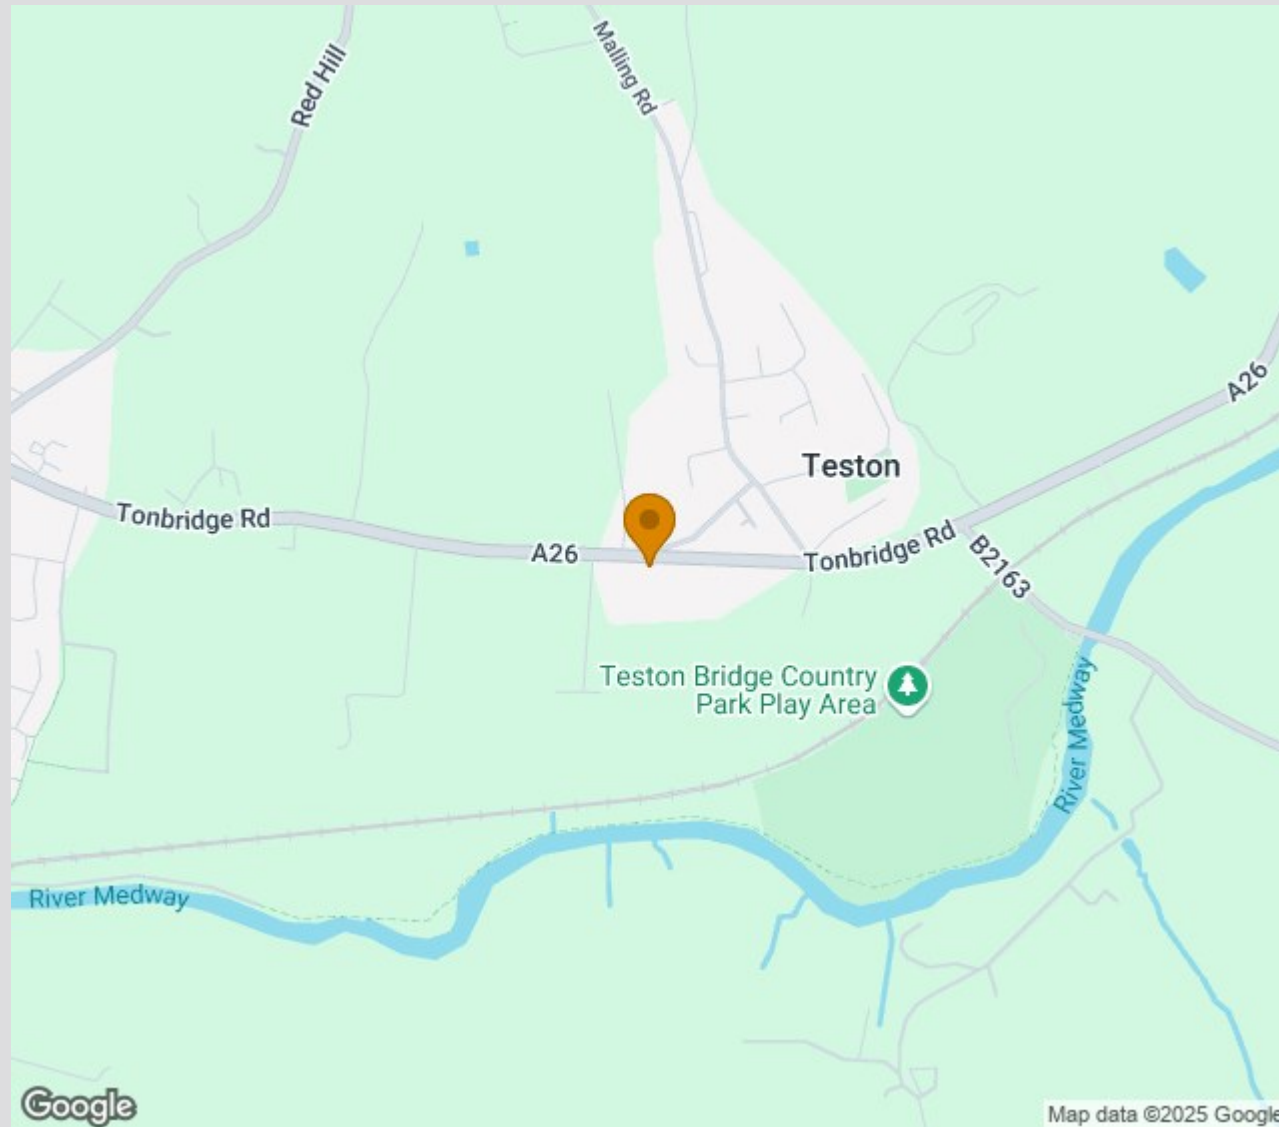 Red Hill
Malling Rd
A26
Teston
Tonbridge Rd
A26
Tonbridge Rd
B2163
Teston Bridge Country
Park Play Area
River Medway
River Medway
Google
Map data ©2025 Google